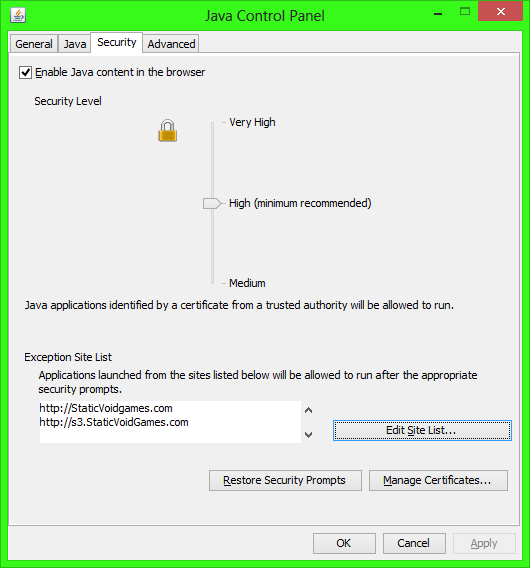 Java Control Panel
General Java Security Advanced
Enable Java content in the browser
Security Level
Very High
High (minimum recommended)
Medium
Java applications identified by a certificate from a trusted authority will be allowed to run.
Exception Site List
Applications launched from the sites listed below will be allowed to run after the appropriate
security prompts.
http://StaticVoidgames.com
http://s3.StaticVoidGames.com
Edit Site List...
Restore Security Prompts Manage Certificates...
OK Cancel Apply